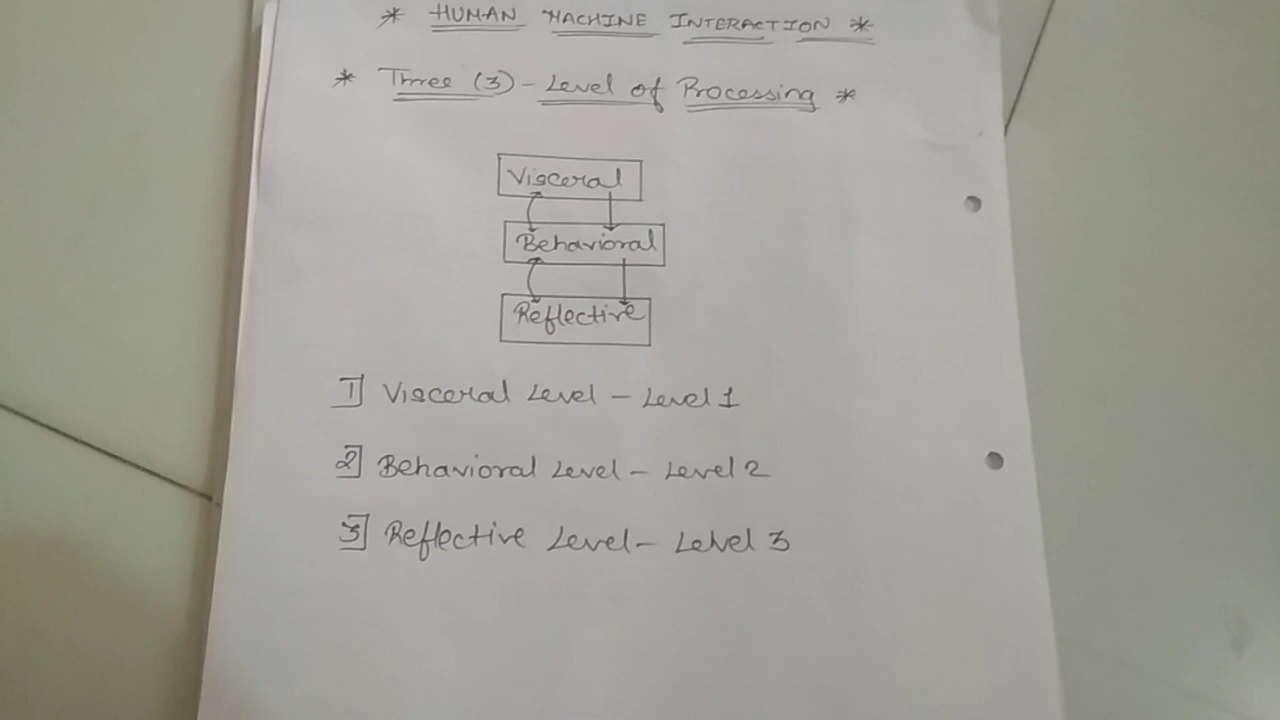 * HUMAN MACHINE INTERACTION *
* Three (3) - Level of Processing *
Visceral
Behavioral
Reflective
1] Visceral Level - Level 1
2] Behavioral Level - Level 2
3] Reflective Level - Level 3